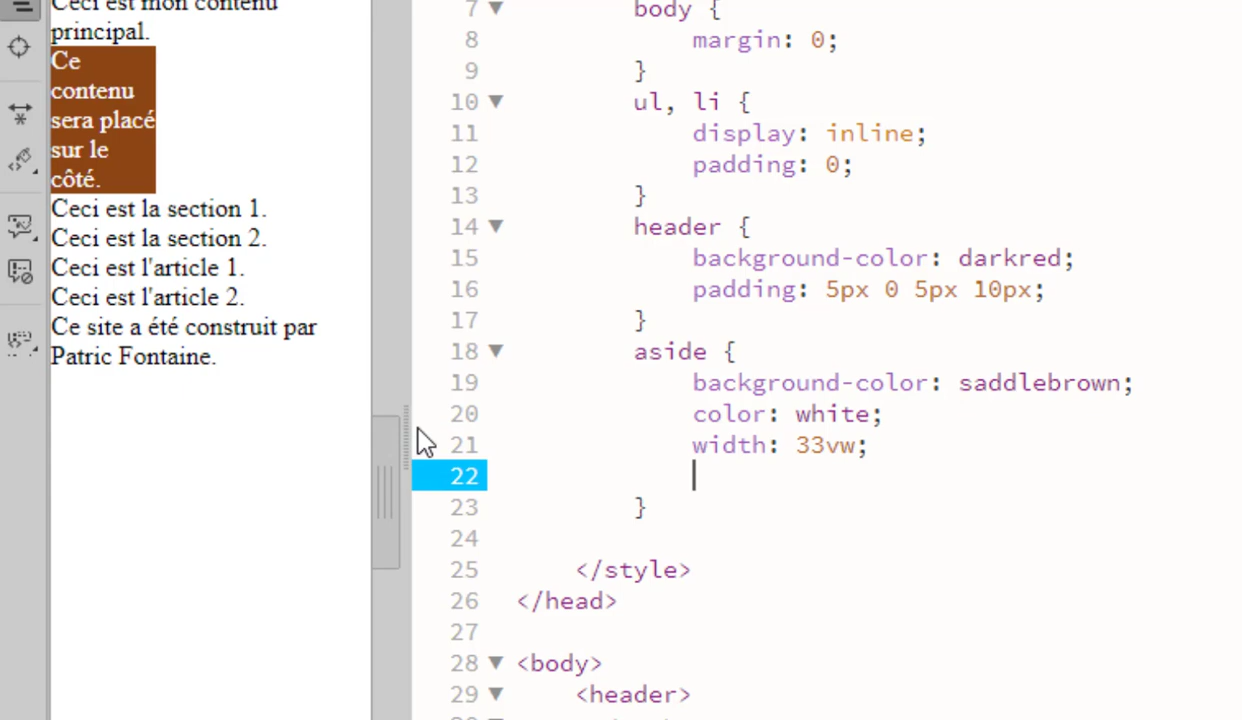 Ceci est mon contenu
principal.
Ce
contenu
sera placé
sur le
côté.
Ceci est la section 1.
Ceci est la section 2.
Ceci est l'article 1.
Ceci est l'article 2.
Ce site a été construit par
Patric Fontaine.
7 body {
8 margin: 0;
9 }
10 ul, li {
11 display: inline;
12 padding: 0;
13 }
14 header {
15 background-color: darkred;
16 padding: 5px 0 5px 10px;
17 }
18 aside {
19 background-color: saddlebrown;
20 color: white;
21 width: 33vw;
22
23 }
24
25 </style>
26 </head>
27
28 <body>
29 <header>